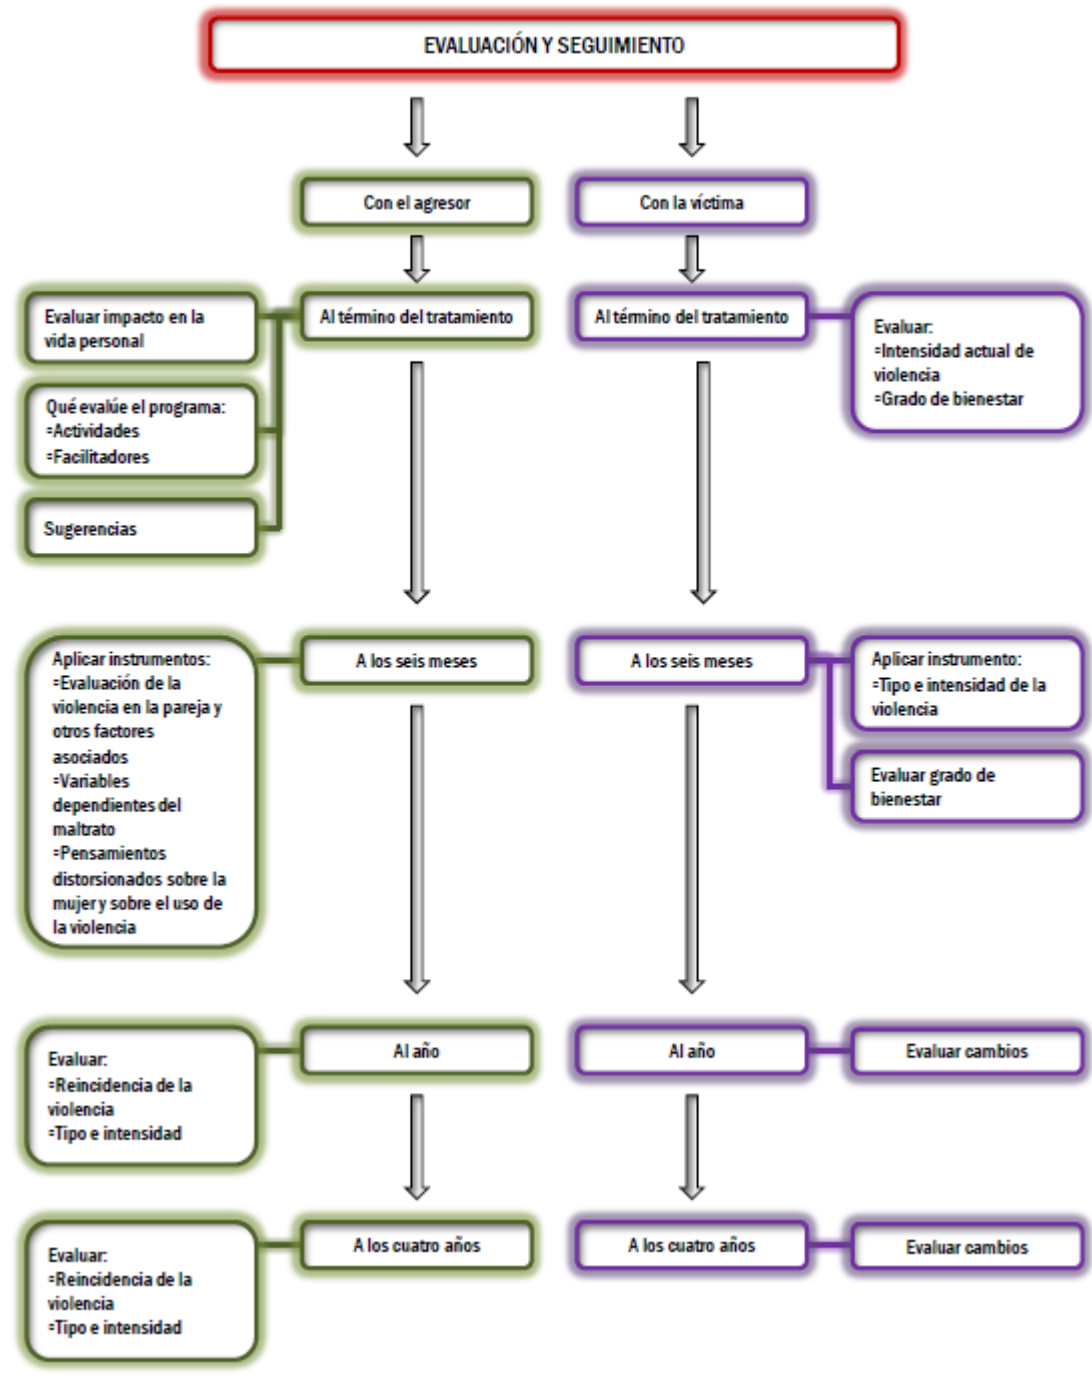 EVALUACIÓN Y SEGUIMIENTO
Con el agresor
Con la víctima
Al término del tratamiento
Al término del tratamiento
Evaluar impacto en la
vida personal
Qué evalúe el programa:
=Actividades
=Facilitadores
Sugerencias
Evaluar:
=Intensidad actual de
violencia
=Grado de bienestar
A los seis meses
A los seis meses
Aplicar instrumentos:
=Evaluación de la
violencia en la pareja y
otros factores
asociados
=Variables
dependientes del
maltrato
=Pensamientos
distorsionados sobre la
mujer y sobre el uso de
la violencia
Aplicar instrumento:
=Tipo e intensidad de la
violencia
Evaluar grado de
bienestar
Al año
Al año
Evaluar cambios
Evaluar:
=Reincidencia de la
violencia
=Tipo e intensidad
A los cuatro años
A los cuatro años
Evaluar cambios
Evaluar:
=Reincidencia de la
violencia
=Tipo e intensidad